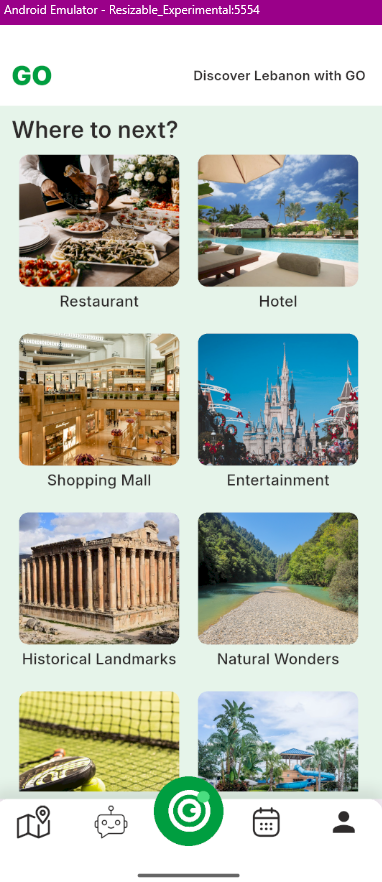 Android Emulator - Resizable_Experimental:5554
GO
Discover Lebanon with GO
Where to next?
Restaurant
Hotel
Shopping Mall
Entertainment
Historical Landmarks
Natural Wonders